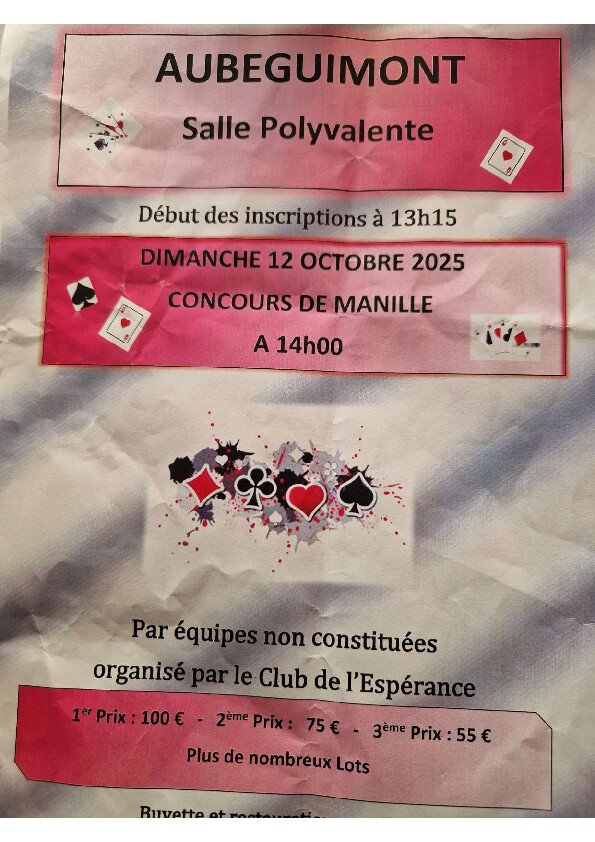 AUBEGUIMONT
Salle Polyvalente
Début des inscriptions à 13h15
DIMANCHE 12 OCTOBRE 2025
CONCOURS DE MANILLE
A 14h00
Par équipes non constituées
organisé par le Club de l'Espérance
1er Prix : 100 € - 2ème Prix : 75 € - 3ème Prix : 55 €
Plus de nombreux Lots
Buvette et